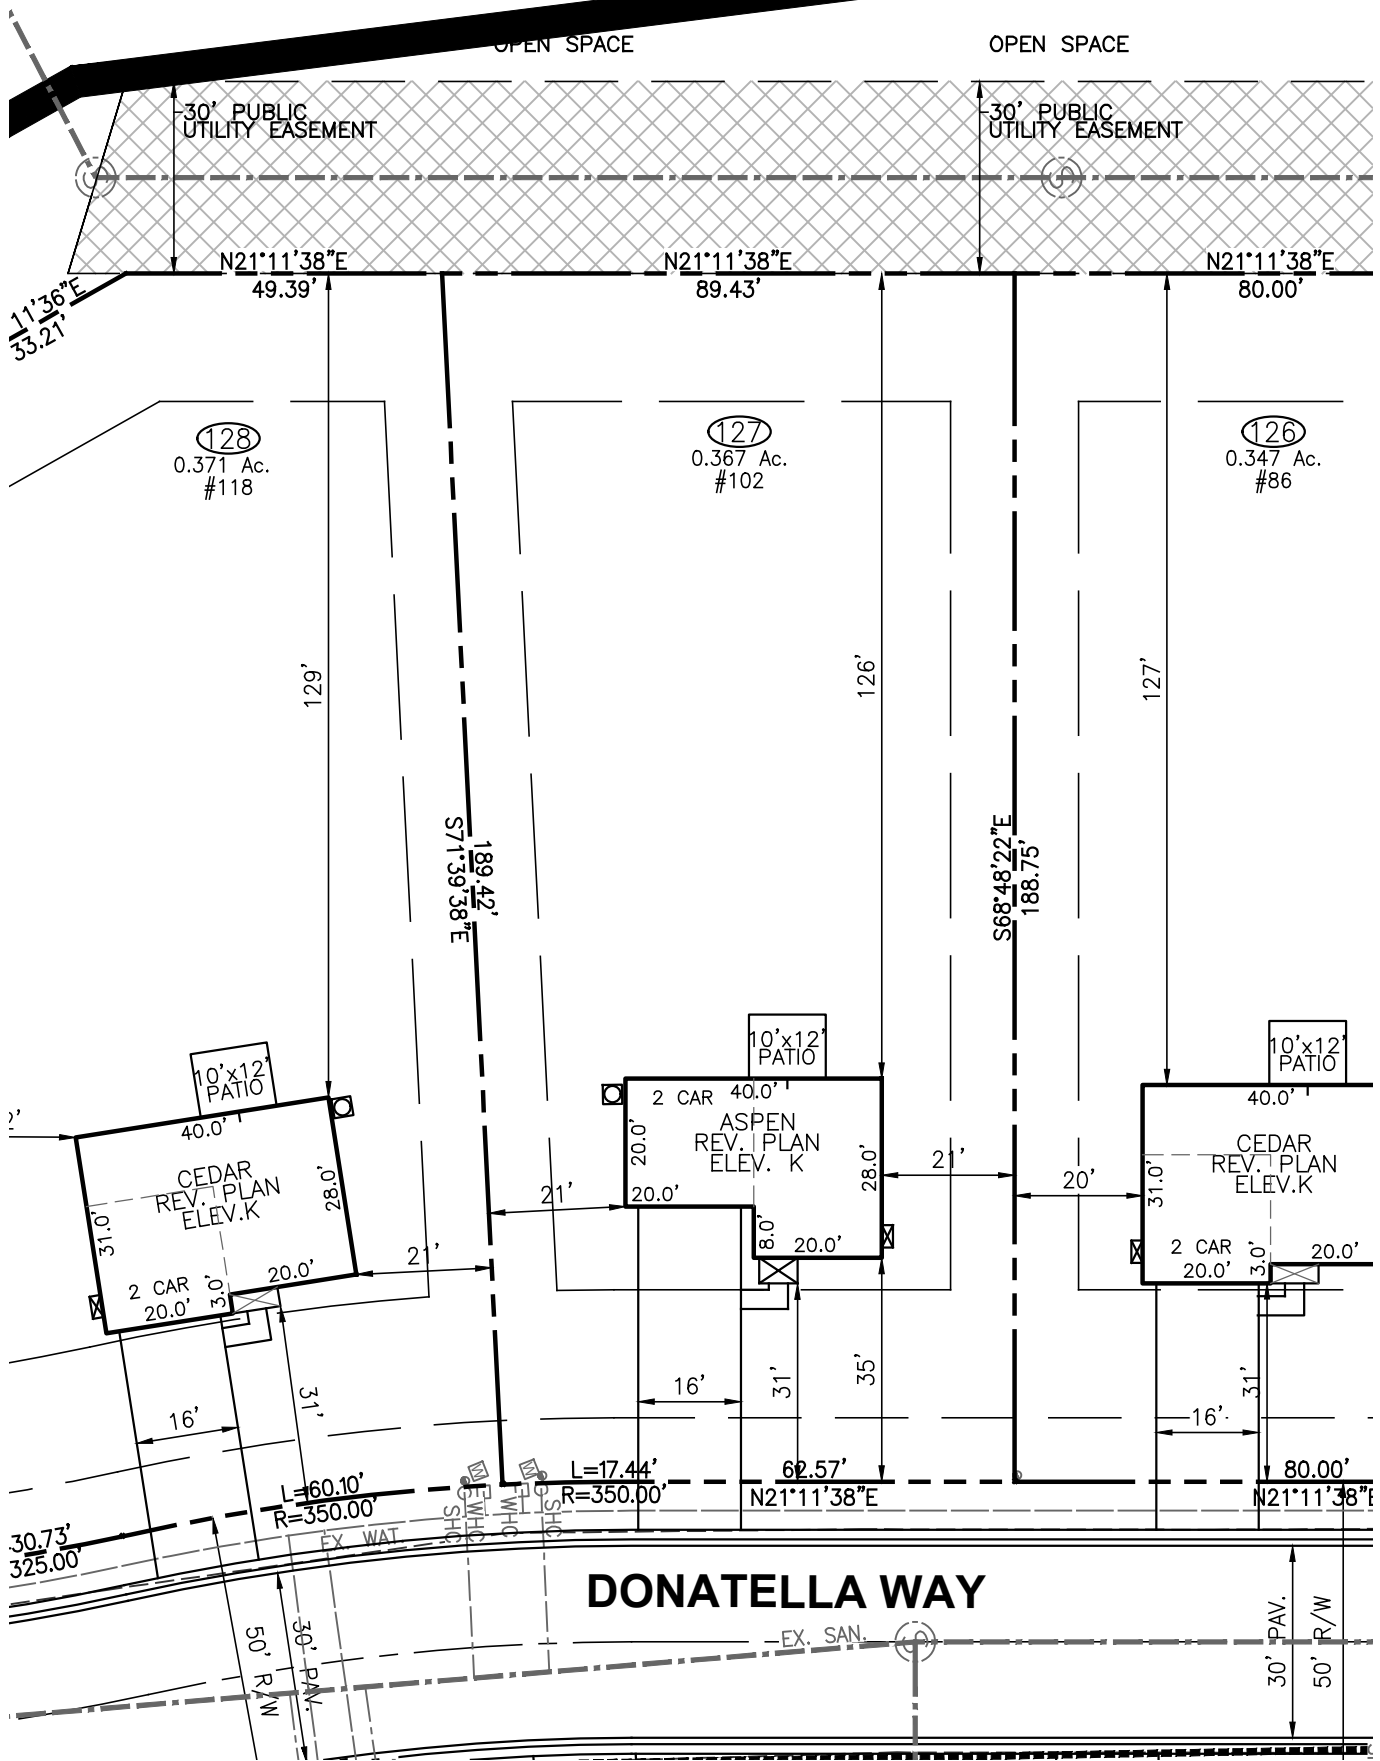 OPEN SPACE
OPEN SPACE
30' PUBLIC
UTILITY EASEMENT
30' PUBLIC
UTILITY EASEMENT
S
S
N21°11'38"E
49.39'
N21°11'38"E
89.43'
N21°11'38"E
80.00'
11'36"E
33.21'
128
0.371 Ac.
#118
127
0.367 Ac.
#102
126
0.347 Ac.
#86
129'
126'
127'
S71°39'38"E
189.42'
S68°48'22"E
188.75'
10'x12'
PATIO
40.0'
CEDAR
REV. PLAN
ELEV.K
31.0'
28.0'
2 CAR
20.0'
3.0'
20.0'
21'
10'x12'
PATIO
2 CAR
40.0'
ASPEN
REV. PLAN
ELEV. K
20.0'
20.0'
28.0'
8.0'
20.0'
21'
21'
10'x12'
PATIO
40.0'
CEDAR
REV. PLAN
ELEV.K
31.0'
2 CAR
20.0'
3.0'
20.0'
20'
2'
16'
31'
16'
31'
35'
16'
31'
L=60.10'
R=350.00'
L=17.44'
R=350.00'
62.57'
N21°11'38"E
80.00'
N21°11'38"E
30.73'
325.00'
W
W
SHC
WHC
WHC
SHC
EX. WAT.
DONATELLA WAY
EX. SAN.
S
50' R/W
30' PAV.
30' PAV.
50' R/W